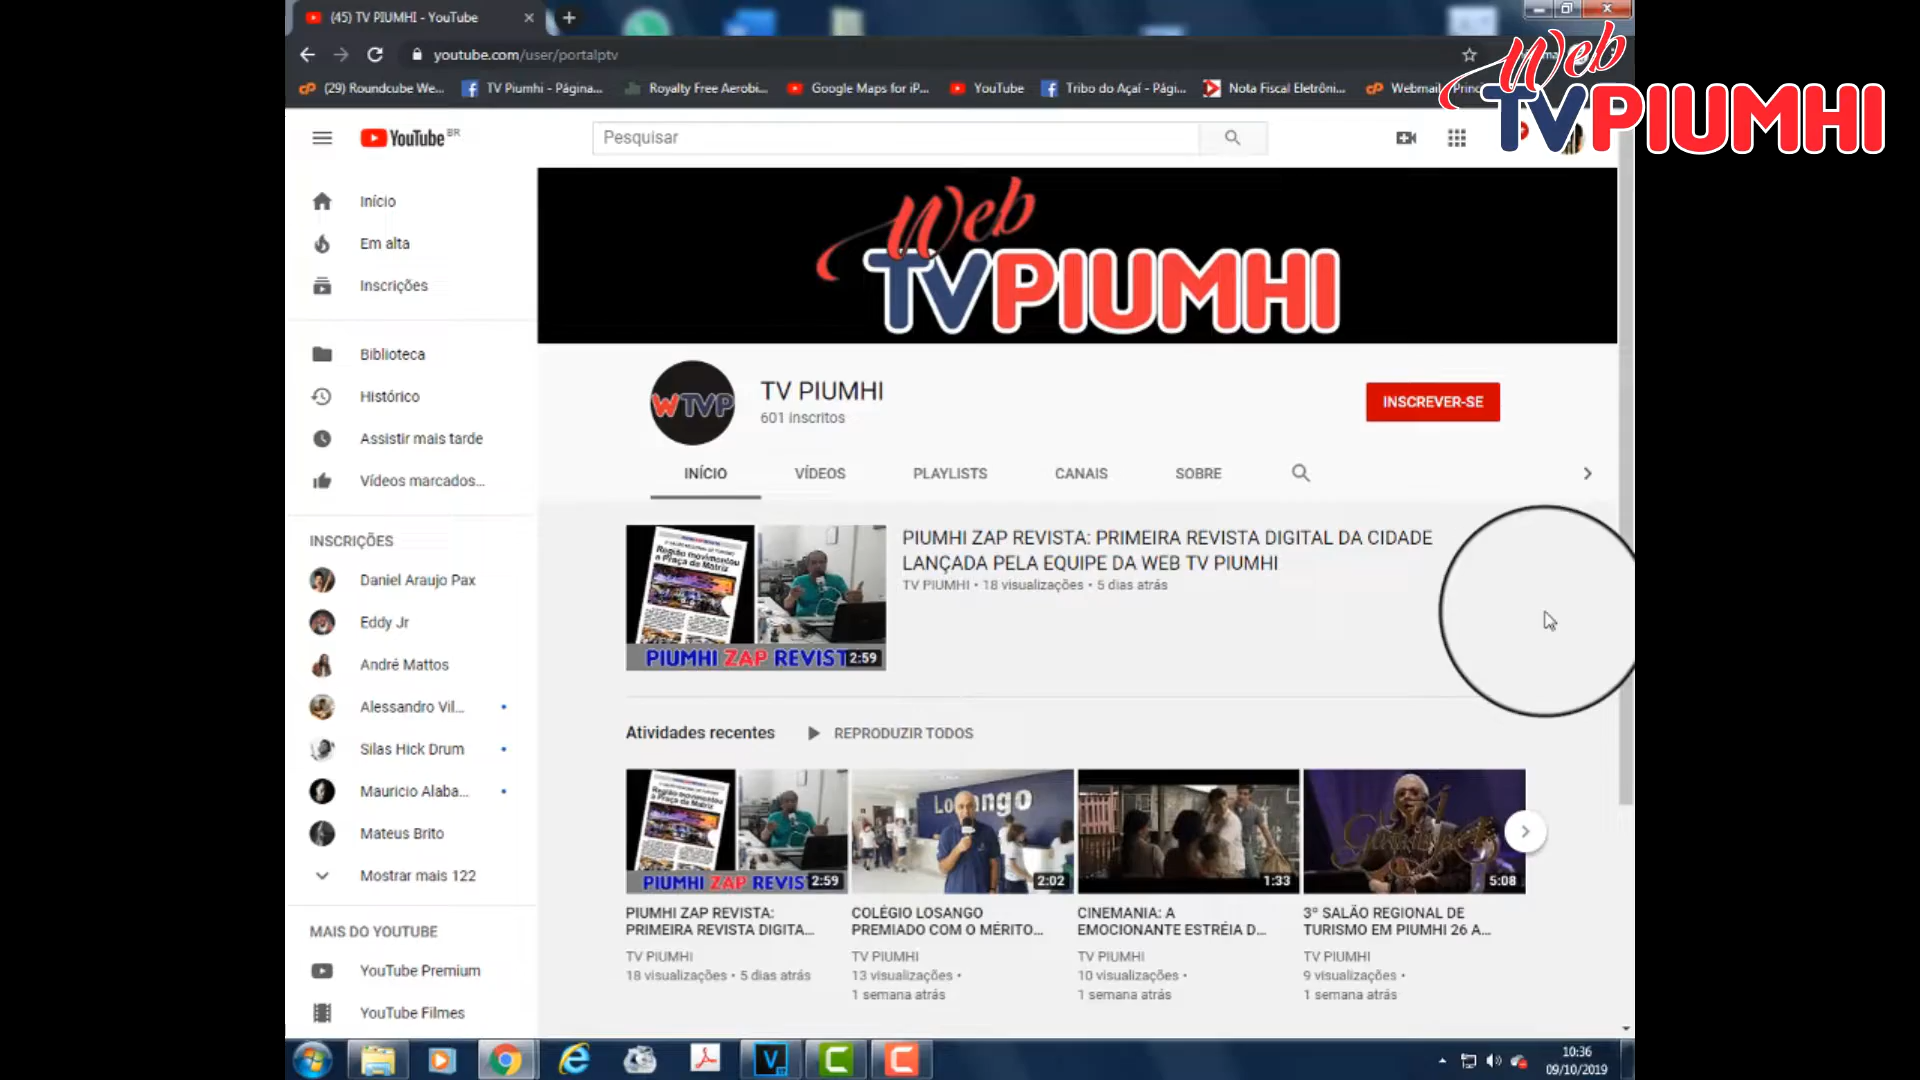 (45) TV PIUMHI - YouTube
youtube.com/user/portalptv
(29) Roundcube We...
TV Piumhi - Página...
Royalty Free Aerobi...
Google Maps for iP...
YouTube
Tribo do Açaí - Pági...
Nota Fiscal Eletrôni...
Webmail
Web
TVPIUMHI
YouTube BR
Pesquisar
Início
Em alta
Inscrições
Biblioteca
Histórico
Assistir mais tarde
Vídeos marcados...
INSCRIÇÕES
Daniel Araujo Pax
Eddy Jr
André Mattos
Alessandro Vil...
Silas Hick Drum
Mauricio Alaba...
Mateus Brito
Mostrar mais 122
MAIS DO YOUTUBE
YouTube Premium
YouTube Filmes
Web
TVPIUMHI
WTVP
TV PIUMHI
601 inscritos
INSCREVER-SE
INÍCIO
VÍDEOS
PLAYLISTS
CANAIS
SOBRE
Região movimentou
a Praça da Matriz
PIUMHI ZAP REVIST
2:59
PIUMHI ZAP REVISTA: PRIMEIRA REVISTA DIGITAL DA CIDADE
LANÇADA PELA EQUIPE DA WEB TV PIUMHI
TV PIUMHI • 18 visualizações • 5 dias atrás
Atividades recentes
REPRODUZIR TODOS
PIUMHI ZAP REVIS
2:59
PIUMHI ZAP REVISTA:
PRIMEIRA REVISTA DIGITA...
TV PIUMHI
18 visualizações • 5 dias atrás
Losango
2:02
COLÉGIO LOSANGO
PREMIADO COM O MÉRITO...
TV PIUMHI
13 visualizações •
1 semana atrás
1:33
CINEMANIA: A
EMOCIONANTE ESTRÉIA D...
TV PIUMHI
10 visualizações •
1 semana atrás
5:08
3º SALÃO REGIONAL DE
TURISMO EM PIUMHI 26 A...
TV PIUMHI
9 visualizações •
1 semana atrás
10:36
09/10/2019